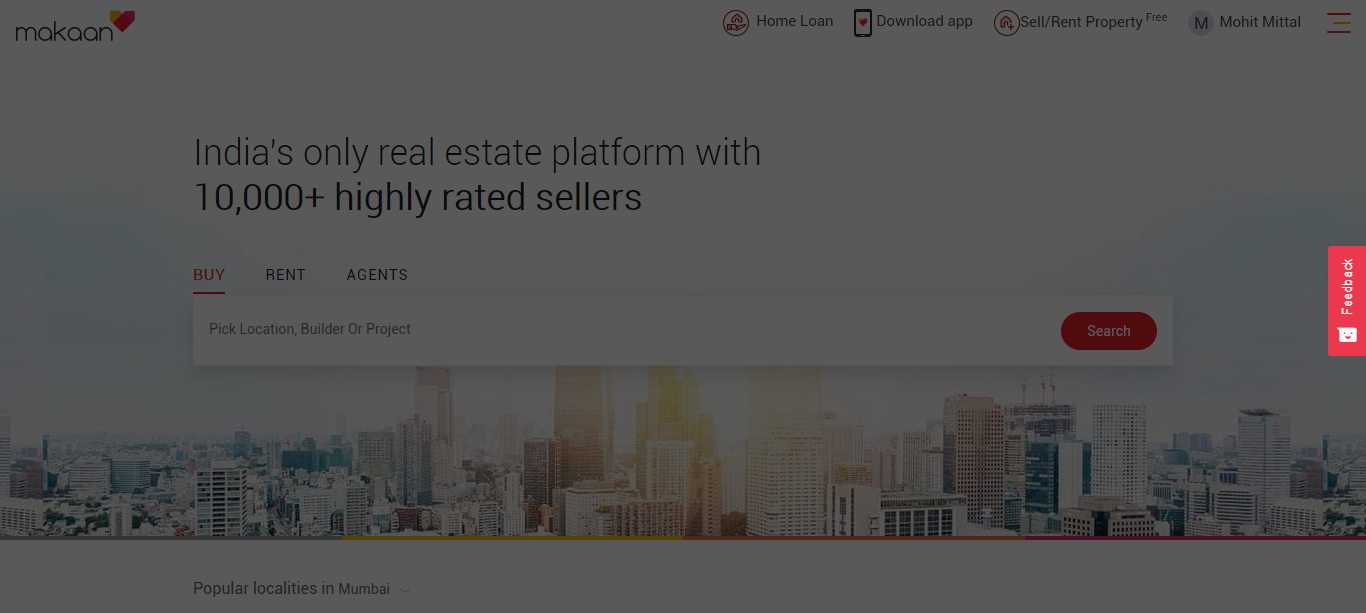 makaan
Home Loan
Download app
Sell/Rent Property Free
M
Mohit Mittal
India's only real estate platform with
10,000+ highly rated sellers
BUY
RENT
AGENTS
Pick Location, Builder Or Project
Search
Feedback
Popular localities in Mumbai